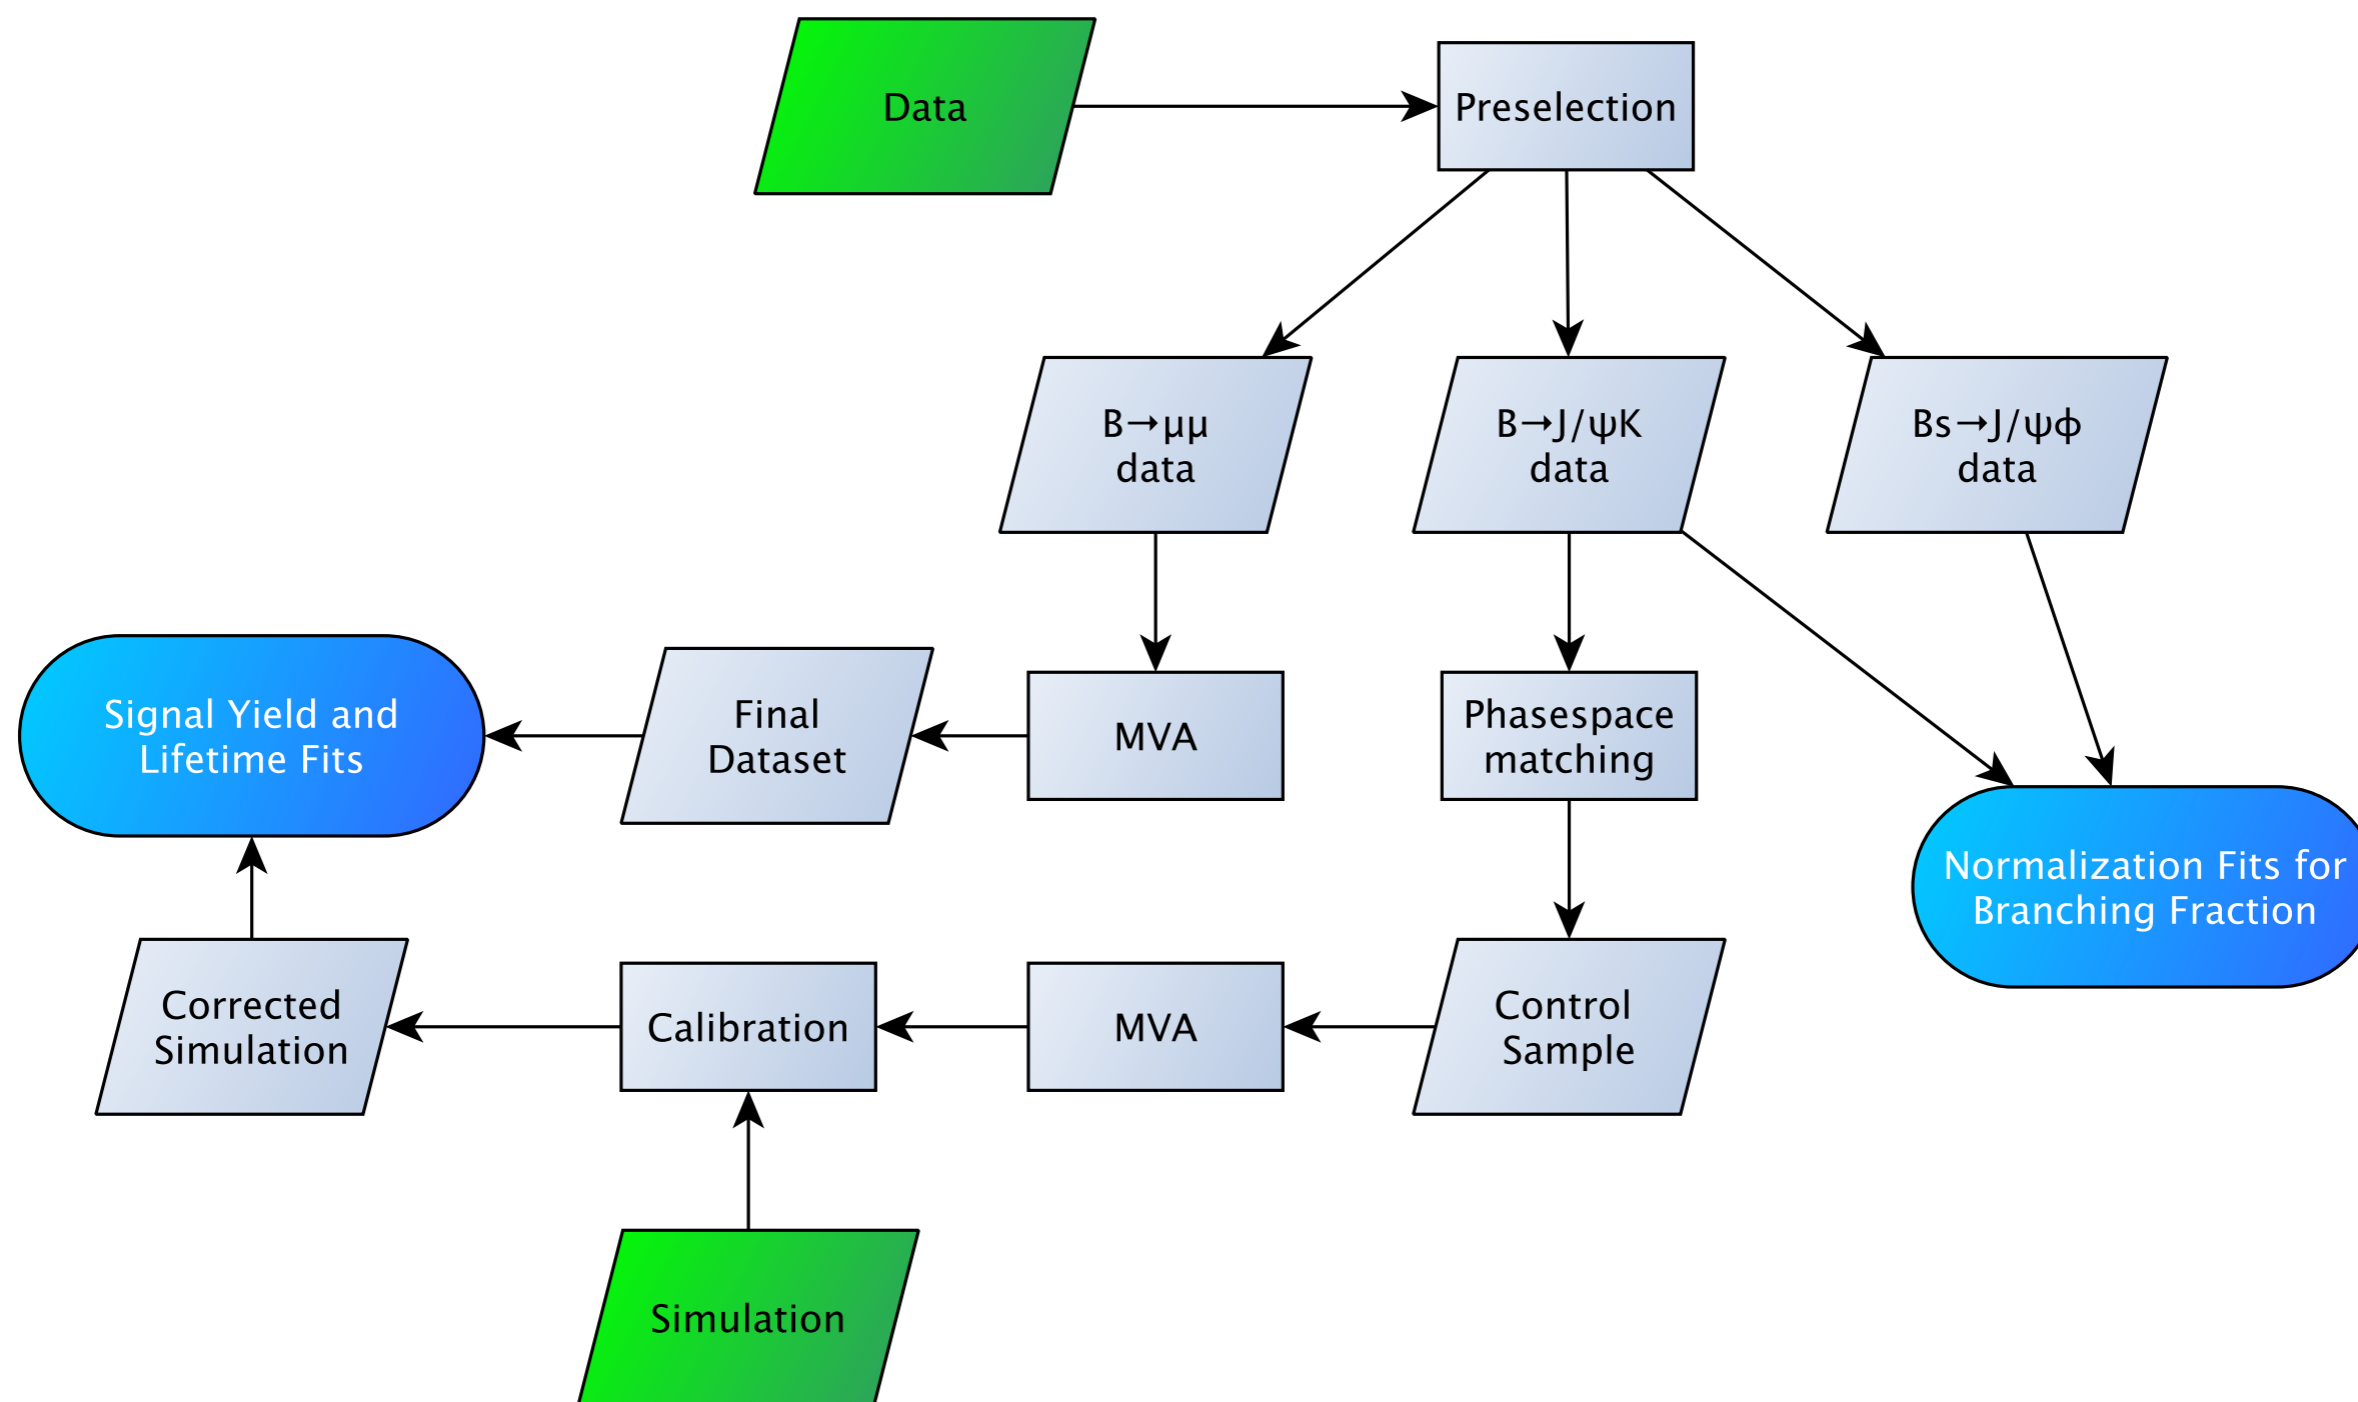 Data
Preselection
B→μμ
data
B→J/ψK
data
Bs→J/ψϕ
data
Signal Yield and
Lifetime Fits
Final
Dataset
MVA
Phasespace
matching
Normalization Fits for
Branching Fraction
Corrected
Simulation
Calibration
MVA
Control
Sample
Simulation